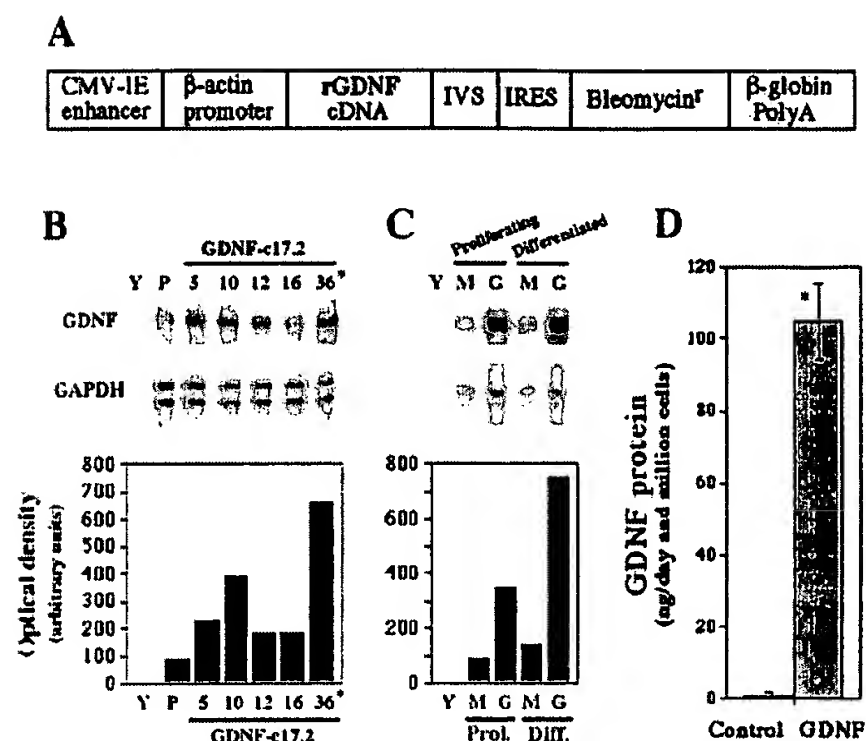 A
CMV-IE enhancer
β-actin promoter
rGDNF cDNA
IVS
IRES
Bleomycinr
β-globin PolyA
B
GDNF-c17.2
Y P 5 10 12 16 36*
GDNF
GAPDH
Optical density
(arbitrary units)
800
700
600
500
400
300
200
100
0
Y P 5 10 12 16 36*
GDNF-c17.2
C
Proliferating
Differentiated
Y M G M G
800
600
400
200
0
Y M G M G
Prol. Diff.
D
GDNF protein
(ng/day and million cells)
120
100
80
60
40
20
0
*
Control GDNF